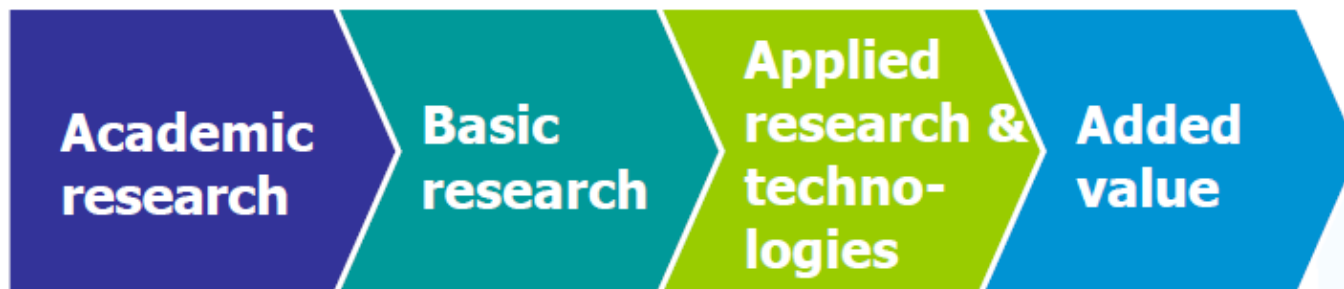 Academic
research
Basic
research
Applied
research &
techno-
logies
Added
value